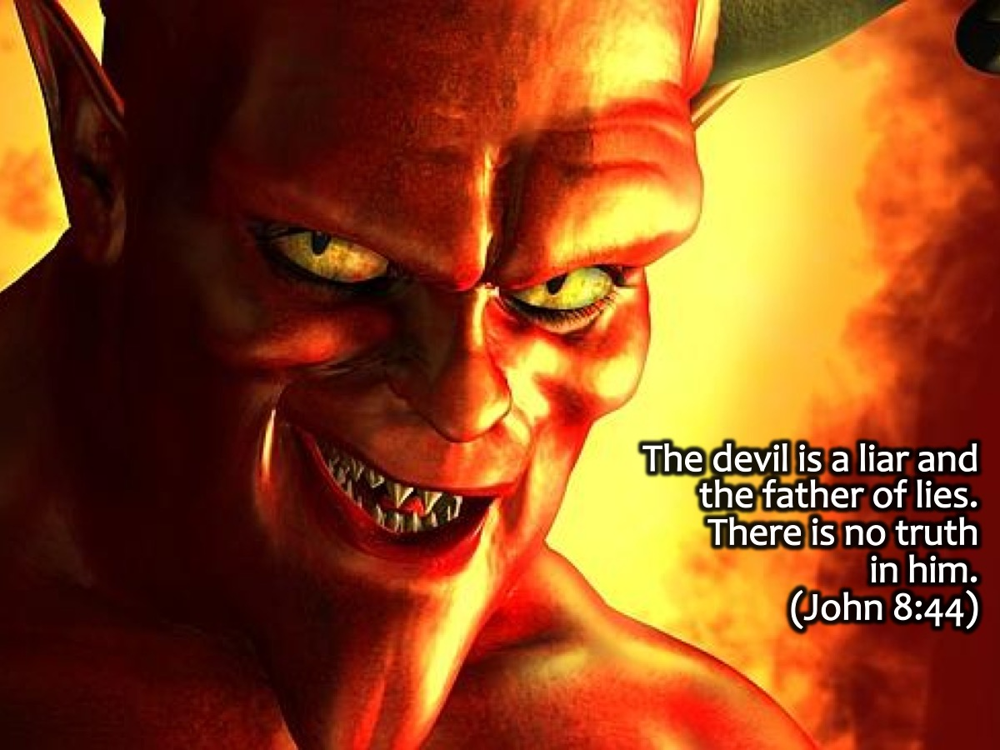 The devil is a liar and
the father of lies.
There is no truth
in him.
(John 8:44)